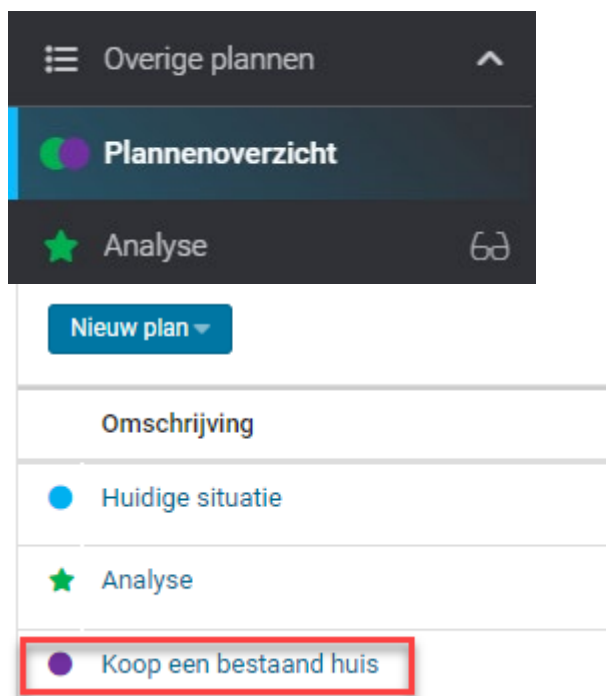 Overige plannen
Plannenoverzicht
Analyse
Nieuw plan
Omschrijving
Huidige situatie
Analyse
Koop een bestaand huis